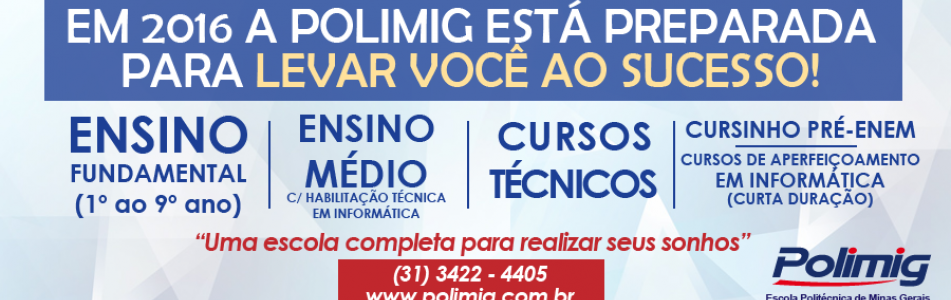 EM 2016 A POLIMIG ESTÁ PREPARADA
PARA LEVAR VOCÊ AO SUCESSO!
ENSINO
FUNDAMENTAL
(1º ao 9º ano)
ENSINO
MÉDIO
C/ HABILITAÇÃO TÉCNICA
EM INFORMÁTICA
CURSOS
TÉCNICOS
CURSINHO PRÉ-ENEM
CURSOS DE APERFEIÇOAMENTO
EM INFORMÁTICA
(CURTA DURAÇÃO)
“Uma escola completa para realizar seus sonhos”
(31) 3422 - 4405
www.polimig.com.br
Polimig
Escola Politécnica de Minas Gerais